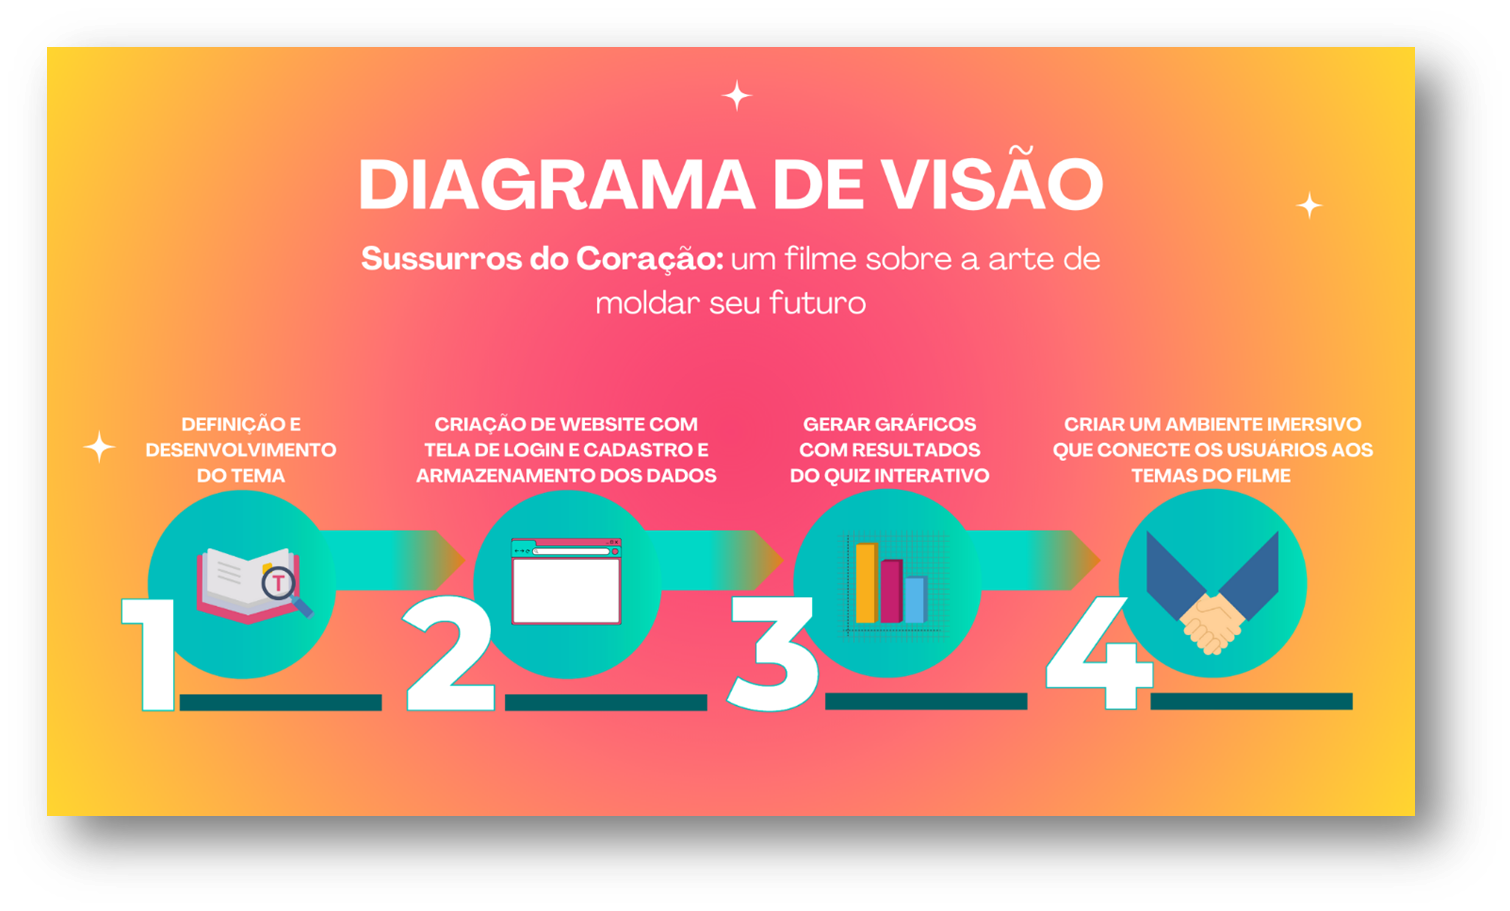 DIAGRAMA DE VISÃO
Sussurros do Coração: um filme sobre a arte de
moldar seu futuro
DEFINIÇÃO E
DESENVOLVIMENTO
DO TEMA
CRIAÇÃO DE WEBSITE COM
TELA DE LOGIN E CADASTRO E
ARMAZENAMENTO DOS DADOS
GERAR GRÁFICOS
COM RESULTADOS
DO QUIZ INTERATIVO
CRIAR UM AMBIENTE IMERSIVO
QUE CONECTE OS USUÁRIOS AOS
TEMAS DO FILME
T
1
2
3
4